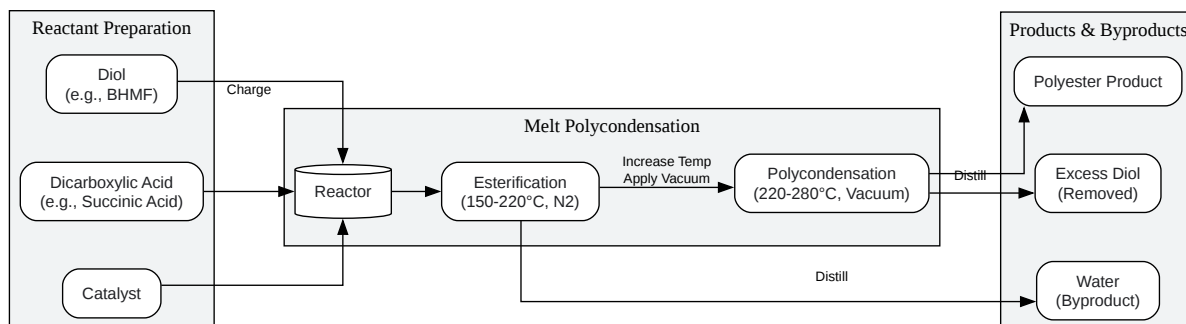 Reactant Preparation
Diol
(e.g., BHMF)
Charge
Dicarboxylic Acid
(e.g., Succinic Acid)
Catalyst
Melt Polycondensation
Reactor
Esterification
(150-220°C, N2)
Increase Temp
Apply Vacuum
Polycondensation
(220-280°C, Vacuum)
Distill
Distill
Products & Byproducts
Polyester Product
Excess Diol
(Removed)
Water
(Byproduct)